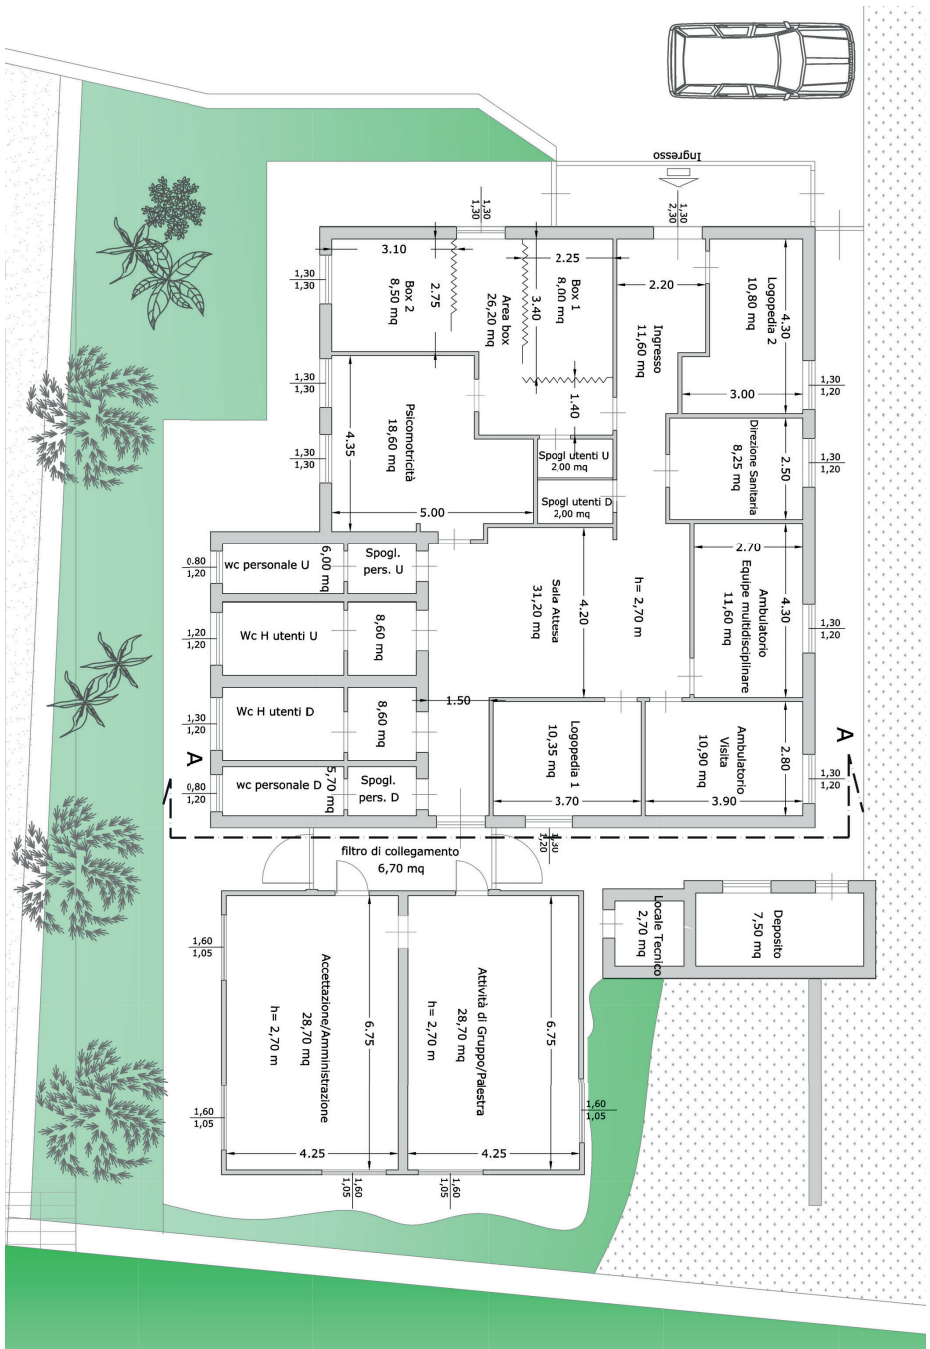 Ingresso
1,30
2,30
1,30
1,30
3.10
2.25
2.20
1,30
1,30
Box 2
8,50 mq
2.75
Area box
26,20 mq
3.40
Box 1
8,00 mq
Ingresso
11,60 mq
Logopedia 2
10,80 mq
4.30
1,30
1,30
1.40
3.00
1,30
1,20
Psicomotricità
18,60 mq
4.35
1,30
1,30
Spogl utenti U
2,00 mq
Direzione Sanitaria
8,25 mq
2.50
1,30
1,20
Spogl utenti D
2,00 mq
5.00
2.70
0.80
1,20
wc personale U
6,00 mq
Spogl.
pers. U
Sala Attesa
31,20 mq
4.20
h= 2,70 m
Ambulatorio
Equipe multidisciplinare
11,60 mq
4.30
1,30
1,20
1,20
1,20
Wc H utenti U
8,60 mq
1,30
1,20
Wc H utenti D
8,60 mq
1.50
Logopedia 1
10,35 mq
3.70
Ambulatorio
Visita
10,90 mq
3.90
2.80
1,30
1,20
A
A
0,80
1,20
wc personale D
5,70 mq
Spogl.
pers. D
1,30
1,20
filtro di collegamento
6,70 mq
Locale Tecnico
2,70 mq
Deposito
7,50 mq
1,60
1,05
Accettazione/Amministrazione
28,70 mq
h= 2,70 m
6.75
Attività di Gruppo/Palestra
28,70 mq
h= 2,70 m
6.75
1,60
1,05
1,60
1,05
4.25
4.25
1,60
1,05
1,60
1,05